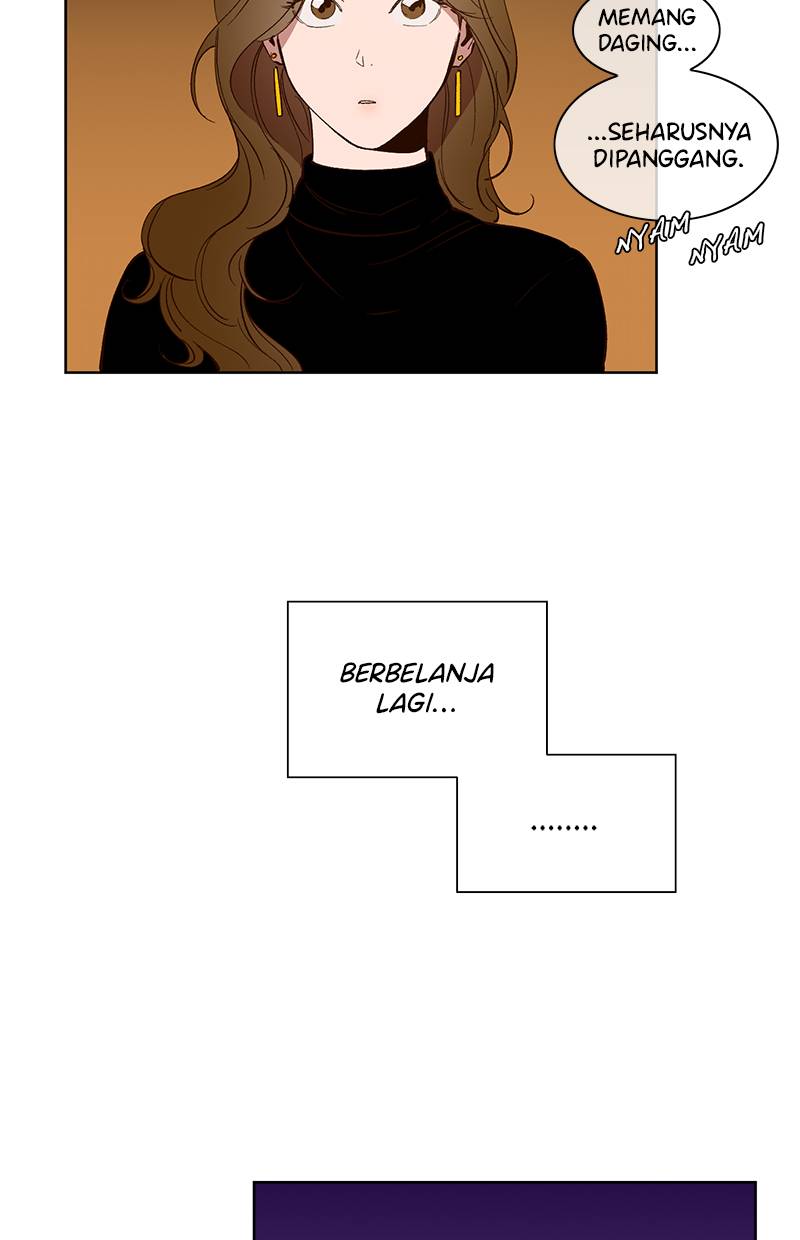 MEMANG
DAGING...
...SEHARUSNYA
DIPANGGANG.
NYAM
NYAM
BERBELANJA
LAGI...
........